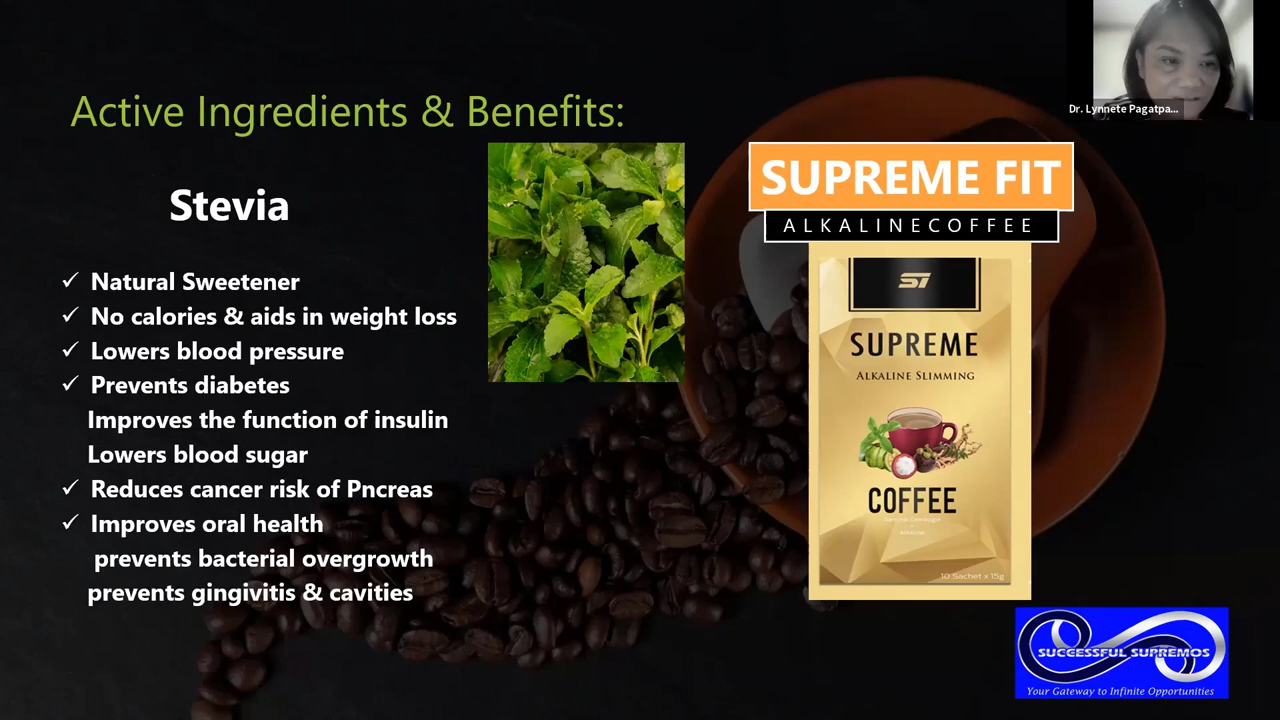 Dr. Lynnete Pagatpa...
Active Ingredients & Benefits:
Stevia
✓ Natural Sweetener
✓ No calories & aids in weight loss
✓ Lowers blood pressure
✓ Prevents diabetes
Improves the function of insulin
Lowers blood sugar
✓ Reduces cancer risk of Pncreas
✓ Improves oral health
prevents bacterial overgrowth
prevents gingivitis & cavities
SUPREME FIT
ALKALINECOFFEE
SUPREME
ALKALINE SLIMMING
COFFEE
10 Sachet x 15g
SUCCESSFUL SUPREMOS
Your Gateway to Infinite Opportunities